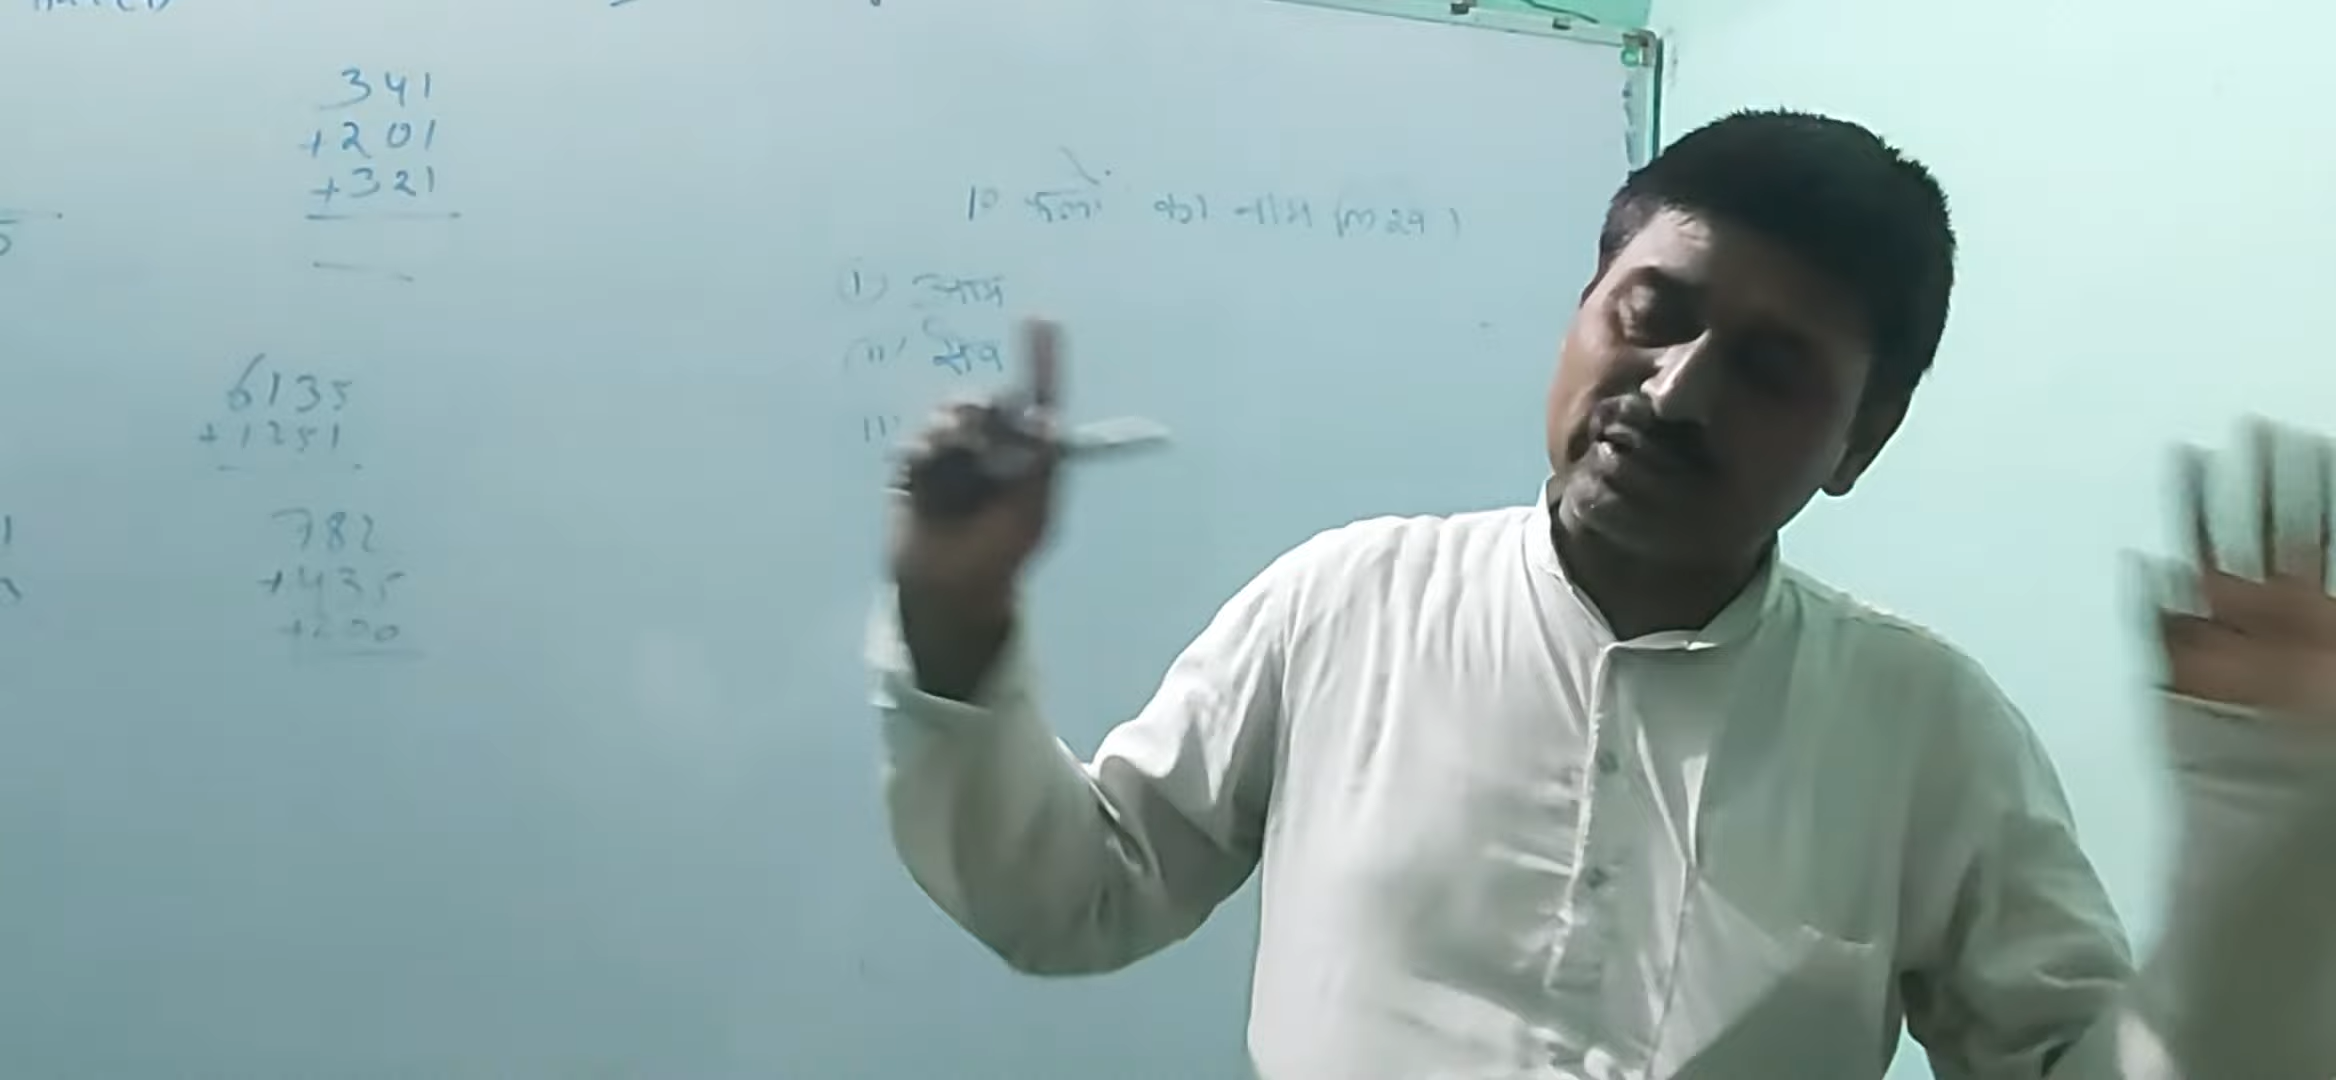 341
+201
+321
6135
+1251
782
+435
+200
10 फलों का नाम लिखें।
(i) आम
(ii) सेव